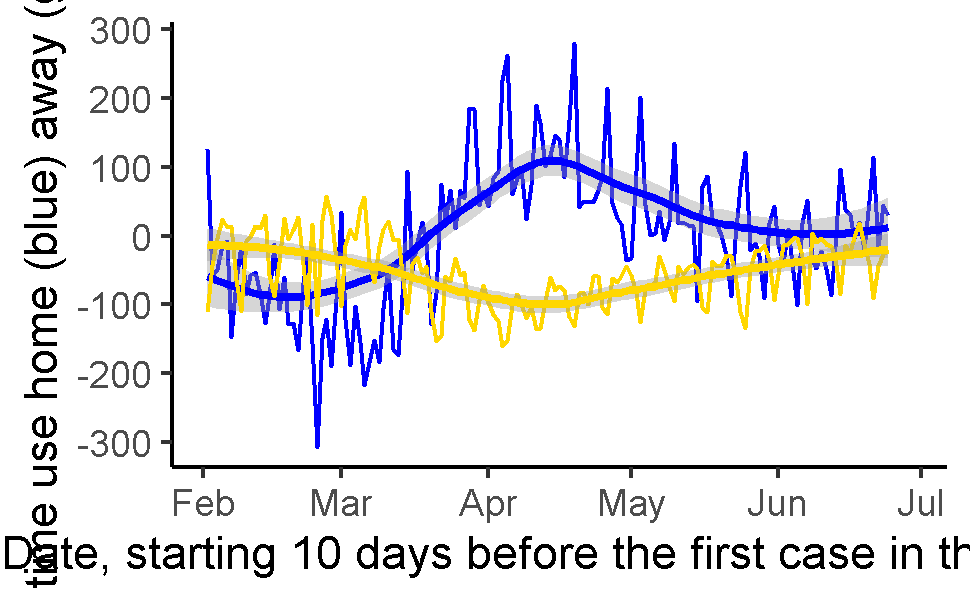 time use home (blue) away (
300
200
100
0
-100
-200
-300
Feb Mar Apr May Jun Jul
Date, starting 10 days before the first case in th